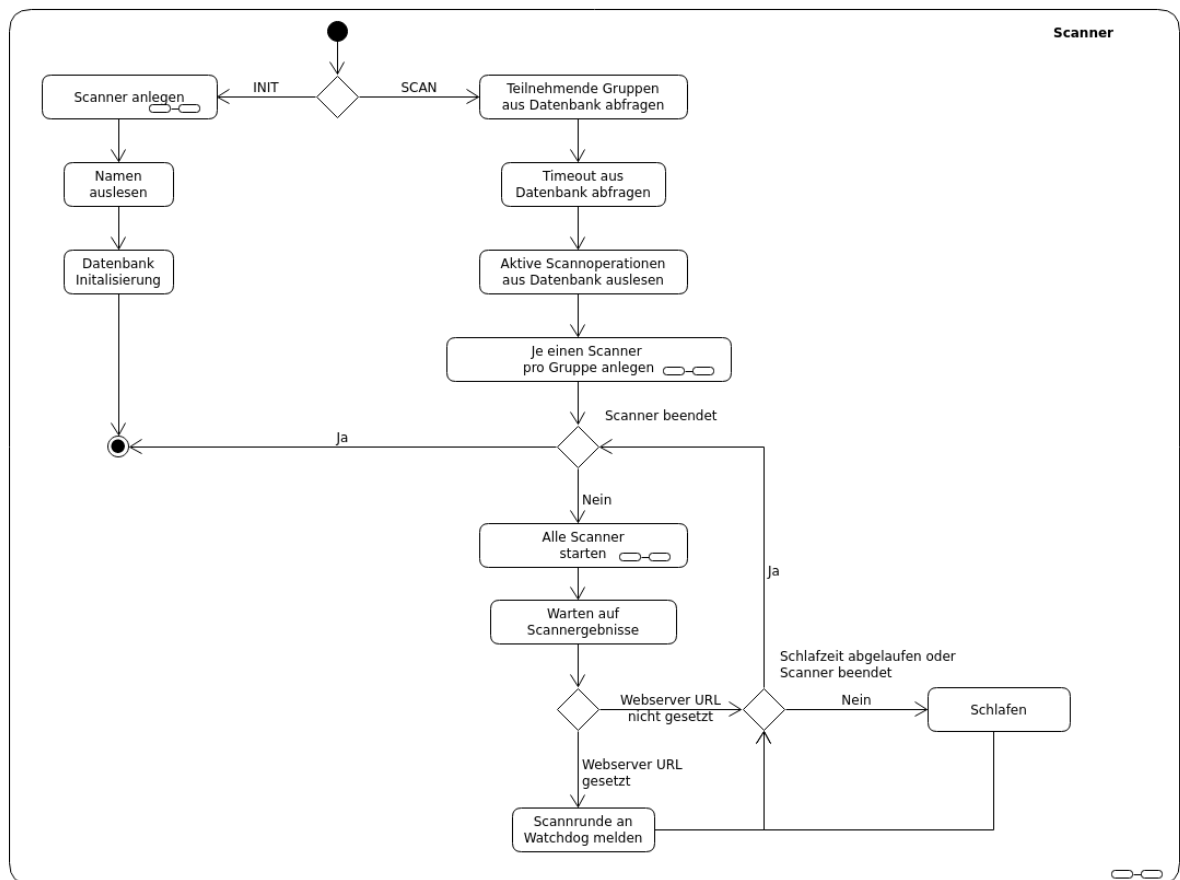 Scanner
INIT
SCAN
Scanner anlegen
Teilnehmende Gruppen
aus Datenbank abfragen
Namen
auslesen
Timeout aus
Datenbank abfragen
Datenbank
Initalisierung
Aktive Scannoperationen
aus Datenbank auslesen
Je einen Scanner
pro Gruppe anlegen
Scanner beendet
Ja
Nein
Alle Scanner
starten
Ja
Warten auf
Scannergebnisse
Schlafzeit abgelaufen oder
Scanner beendet
Webserver URL
nicht gesetzt
Nein
Schlafen
Webserver URL
gesetzt
Scannrunde an
Watchdog melden